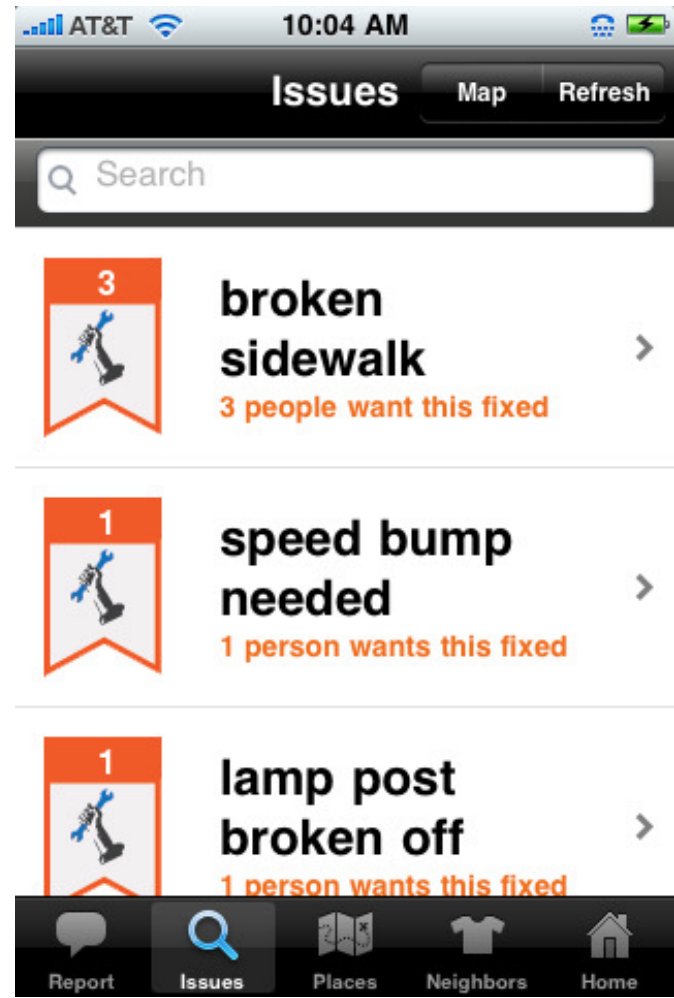 AT&T 10:04 AM
Issues Map Refresh
Search
3
broken
sidewalk
3 people want this fixed
1
speed bump
needed
1 person wants this fixed
1
lamp post
broken off
1 person wants this fixed
Report Issues Places Neighbors Home